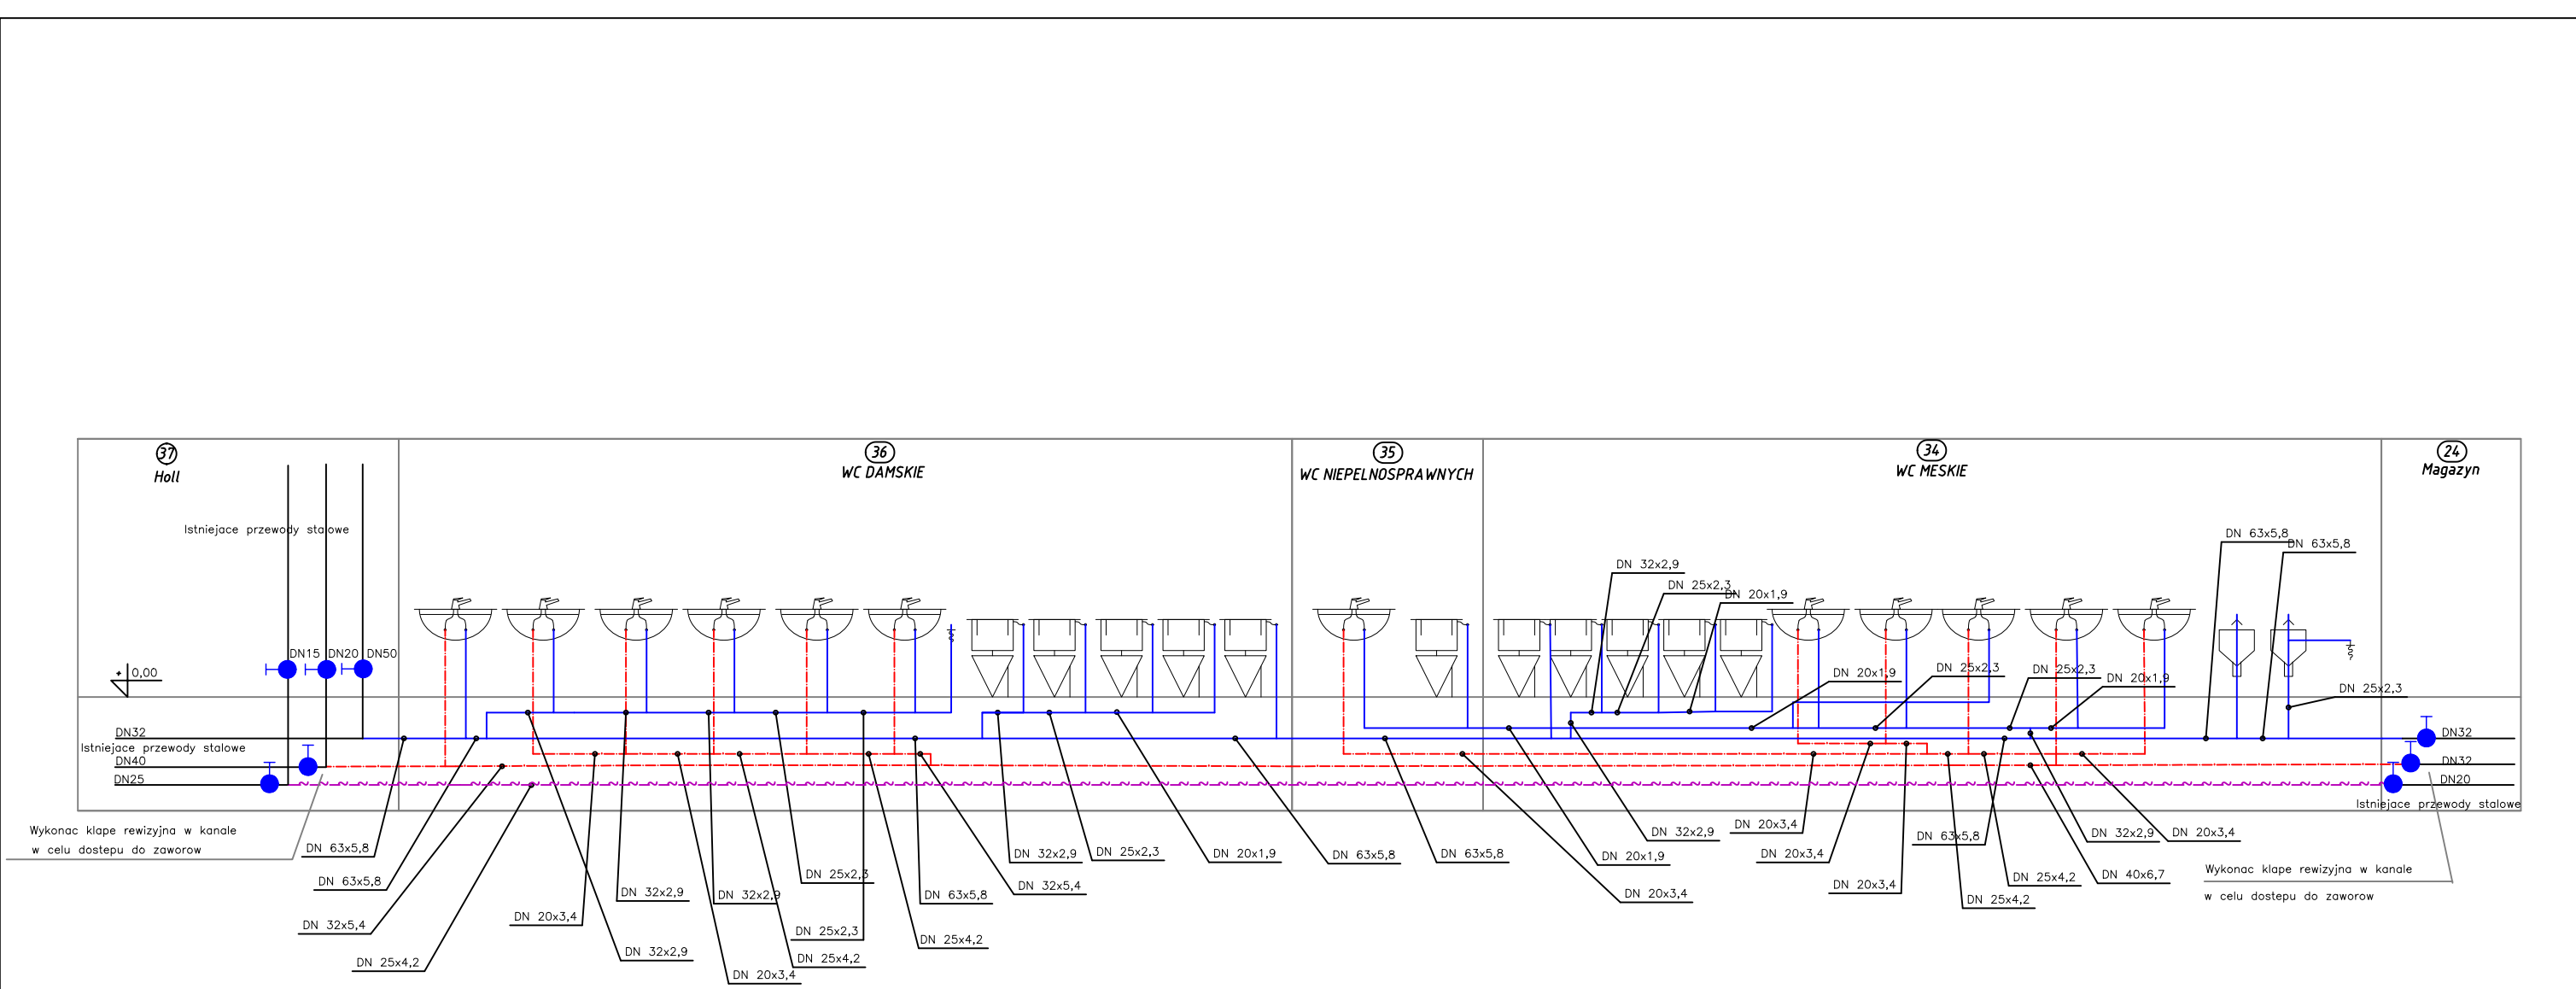 37
Holl
36
WC DAMSKIE
35
WC NIEPELNOSPRAWNYCH
34
WC MESKIE
24
Magazyn
Istniejace przewody stalowe
DN 63x5,8
DN 63x5,8
DN 32x2,9
DN 25x2,3
DN 20x1,9
DN15
DN20
DN50
+ 0,00
DN 20x1,9
DN 25x2,3
DN 25x2,3
DN 20x1,9
DN 25x2,3
DN32
Istniejace przewody stalowe
DN40
DN25
DN32
DN32
DN20
Istniejace przewody stalowe
Wykonac klape rewizyjna w kanale
w celu dostepu do zaworow
DN 63x5,8
DN 63x5,8
DN 32x5,4
DN 25x4,2
DN 20x3,4
DN 32x2,9
DN 32x2,9
DN 32x2,9
DN 20x3,4
DN 25x2,3
DN 25x2,3
DN 25x4,2
DN 25x4,2
DN 63x5,8
DN 32x5,4
DN 32x2,9
DN 25x2,3
DN 20x1,9
DN 63x5,8
DN 63x5,8
DN 20x1,9
DN 20x3,4
DN 32x2,9
DN 20x3,4
DN 20x3,4
DN 20x3,4
DN 63x5,8
DN 25x4,2
DN 25x4,2
DN 32x2,9
DN 40x6,7
DN 20x3,4
Wykonac klape rewizyjna w kanale
w celu dostepu do zaworow